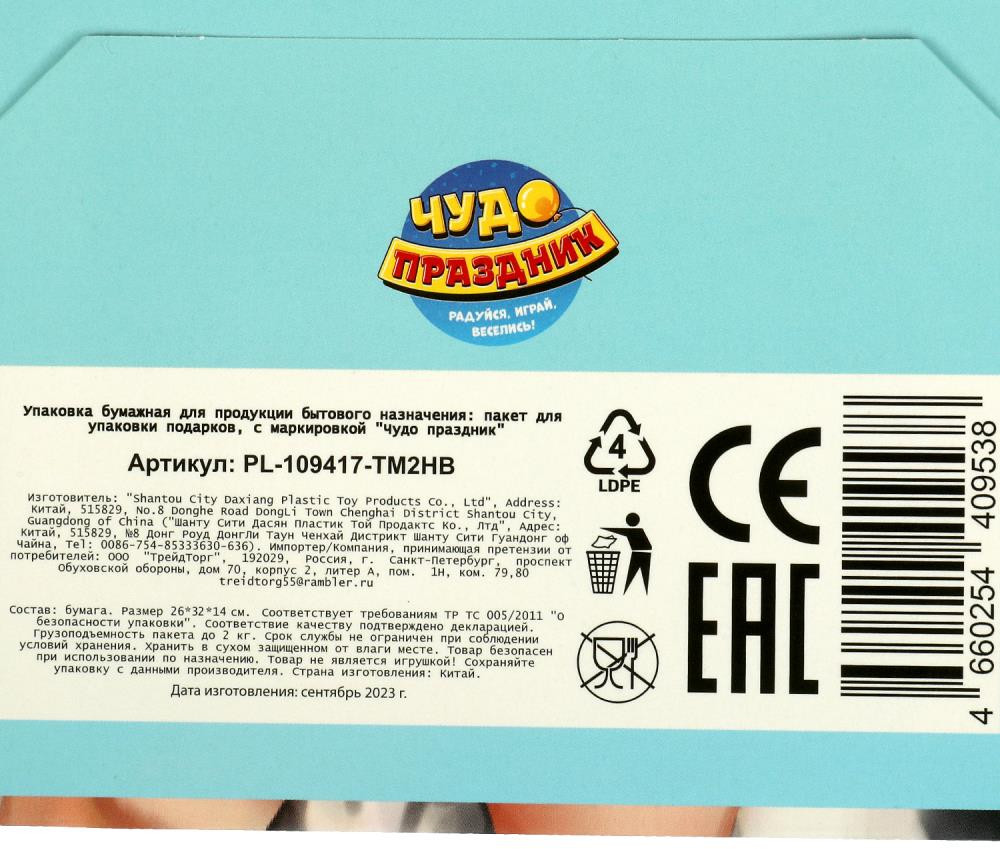 ЧУДО
ПРАЗДНИК
РАДУЙСЯ, ИГРАЙ,
ВЕСЕЛИСЬ!
Упаковка бумажная для продукции бытового назначения: пакет для
упаковки подарков, с маркировкой "Чудо праздник"
Артикул: PL-109417-TM2HB
Изготовитель: "Shantou City Daxiang Plastic Toy Products Co., Ltd", Address:
Китай, 515829, No.8 Donghe Road DongLi Town Chenghai District Shantou City,
Guangdong of China ("Шанту Сити Дасян Пластик Той Продактс Ко., Лтд", Адрес:
Китай, 515829, №8 Донг Роуд ДонгЛи Таун Ченхай Дистрикт Шанту Сити Гуандонг оф
Чайна, Tel: 0086-754-85333630-636). Импортер/Компания, принимающая претензии от
потребителей: ООО "ТрейдТорг", 192029, Россия, г. Санкт-Петербург, проспект
Обуховской обороны, дом 70, корпус 2, литер А, пом. 1Н, ком. 79,80
treidtorg55@rambler.ru
Состав: бумага. Размер 26*32*14 см. Соответствует требованиям ТР ТС 005/2011 "о
безопасности упаковки". Соответствие качеству подтверждено декларацией.
Грузоподъемность пакета до 2 кг. Срок службы не ограничен при соблюдении
условий хранения. Хранить в сухом защищенном от влаги месте. Товар безопасен
при использовании по назначению. Товар не является игрушкой! Сохраняйте
упаковку с данными производителя. Страна изготовления: Китай.
Дата изготовления: сентябрь 2023 г.
4
LDPE
CE
EAC
4 660254 409538